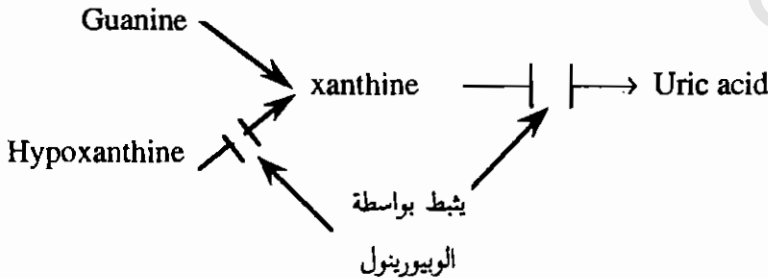 Guanine
xanthine
Uric acid
Hypoxanthine
يثبط بواسطة
الوبيورينول